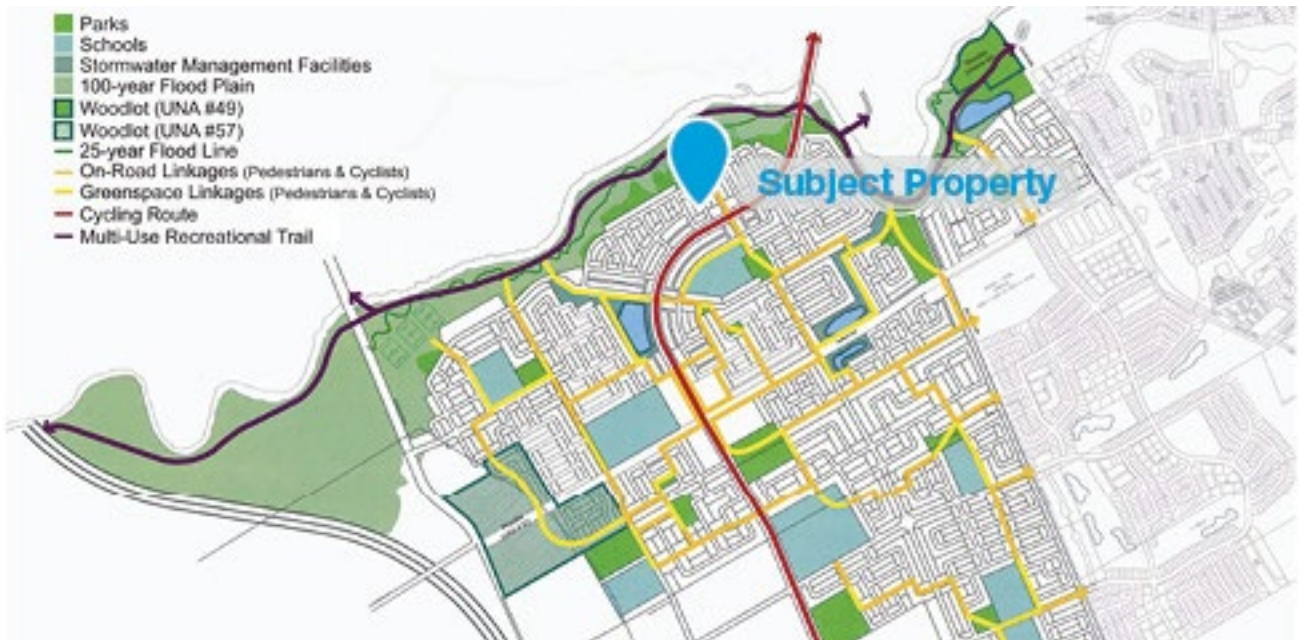 Parks
Schools
Stormwater Management Facilities
100-year Flood Plain
Woodlot (UNA #49)
Woodlot (UNA #57)
25-year Flood Line
On-Road Linkages (Pedestrians & Cyclists)
Greenspace Linkages (Pedestrians & Cyclists)
Cycling Route
Multi-Use Recreational Trail
Subject Property